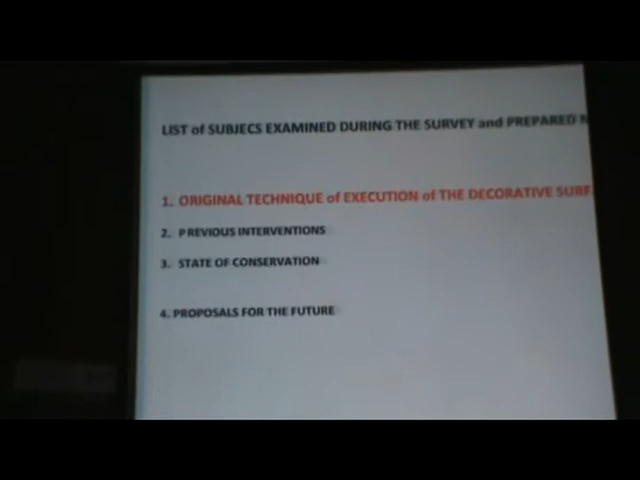 LIST of SUBJECS EXAMINED DURING THE SURVEY and PREPARED
1. ORIGINAL TECHNIQUE of EXECUTION of THE DECORATIVE
2. PREVIOUS INTERVENTIONS
3. STATE OF CONSERVATION
4. PROPOSALS FOR THE FUTURE